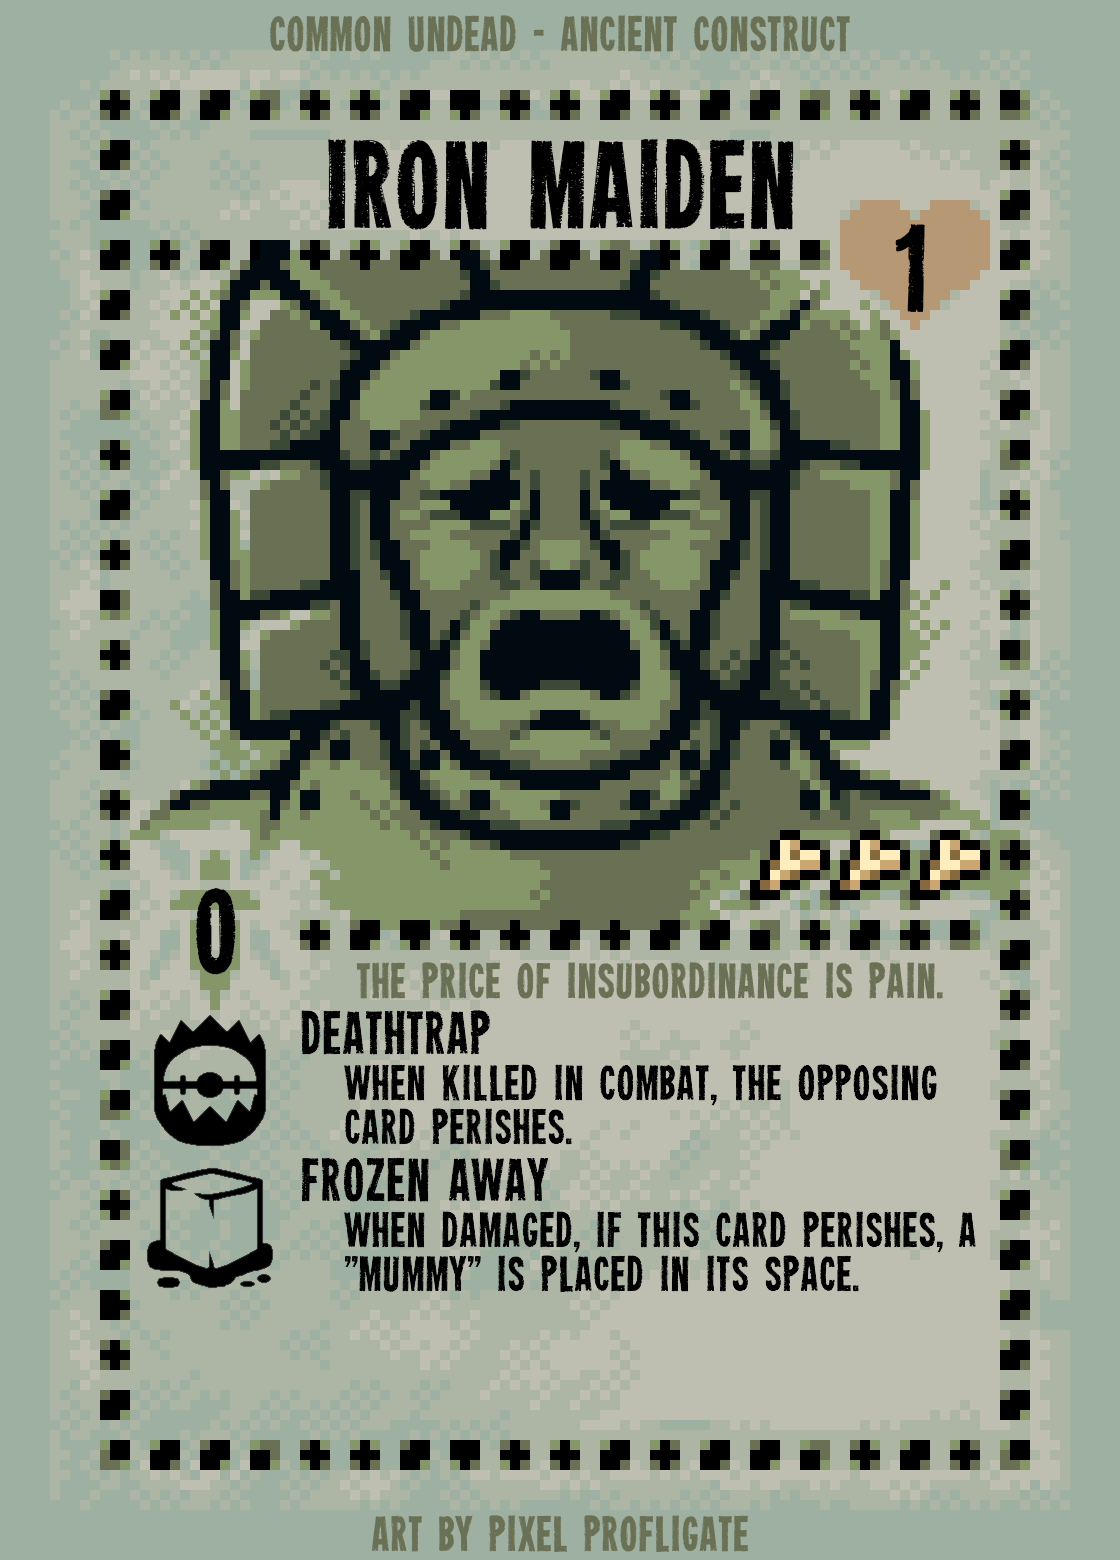 COMMON UNDEAD - ANCIENT CONSTRUCT
IRON MAIDEN
1
0
THE PRICE OF INSUBORDINANCE IS PAIN.
DEATHTRAP
WHEN KILLED IN COMBAT, THE OPPOSING
CARD PERISHES.
FROZEN AWAY
WHEN DAMAGED, IF THIS CARD PERISHES, A
"MUMMY" IS PLACED IN ITS SPACE.
ART BY PIXEL PROFLIGATE